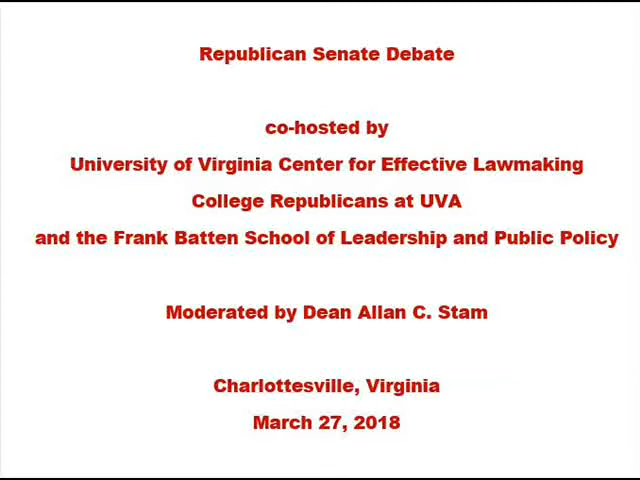 Republican Senate Debate
co-hosted by
University of Virginia Center for Effective Lawmaking
College Republicans at UVA
and the Frank Batten School of Leadership and Public Policy
Moderated by Dean Allan C. Stam
Charlottesville, Virginia
March 27, 2018